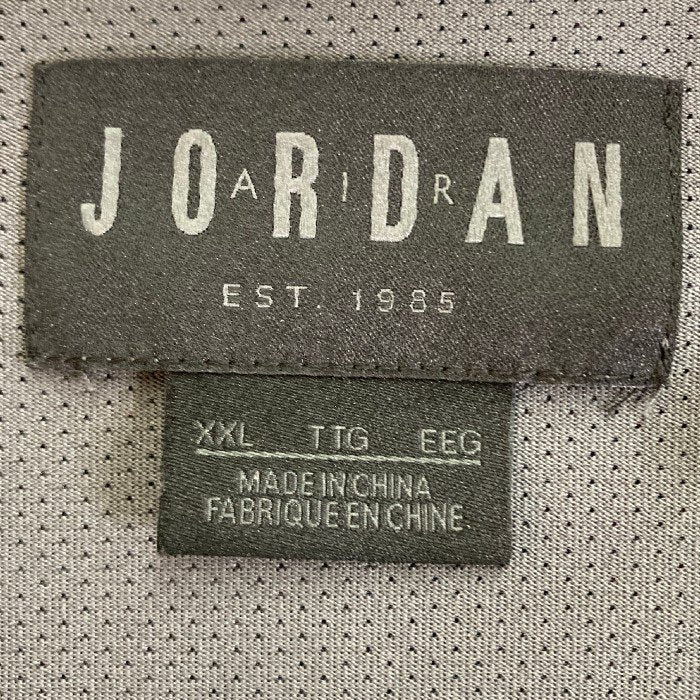 JORDAN
AIR
EST. 1985
XXL TTG EEG
MADE IN CHINA
FABRIQUE EN CHINE